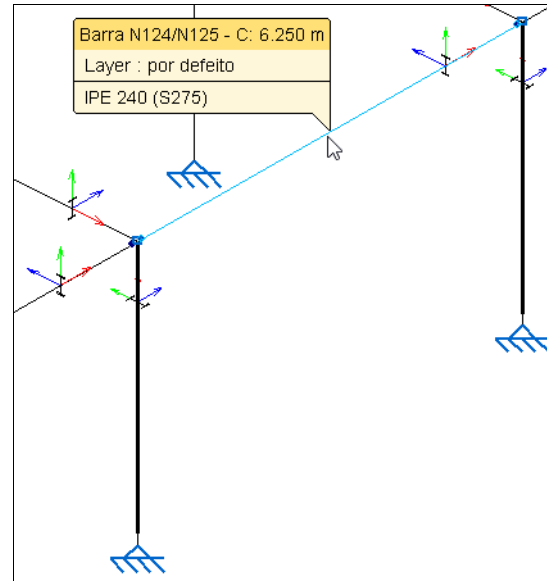 Barra N124/N125 - C: 6.250 m
Layer : por defeito
IPE 240 (S275)